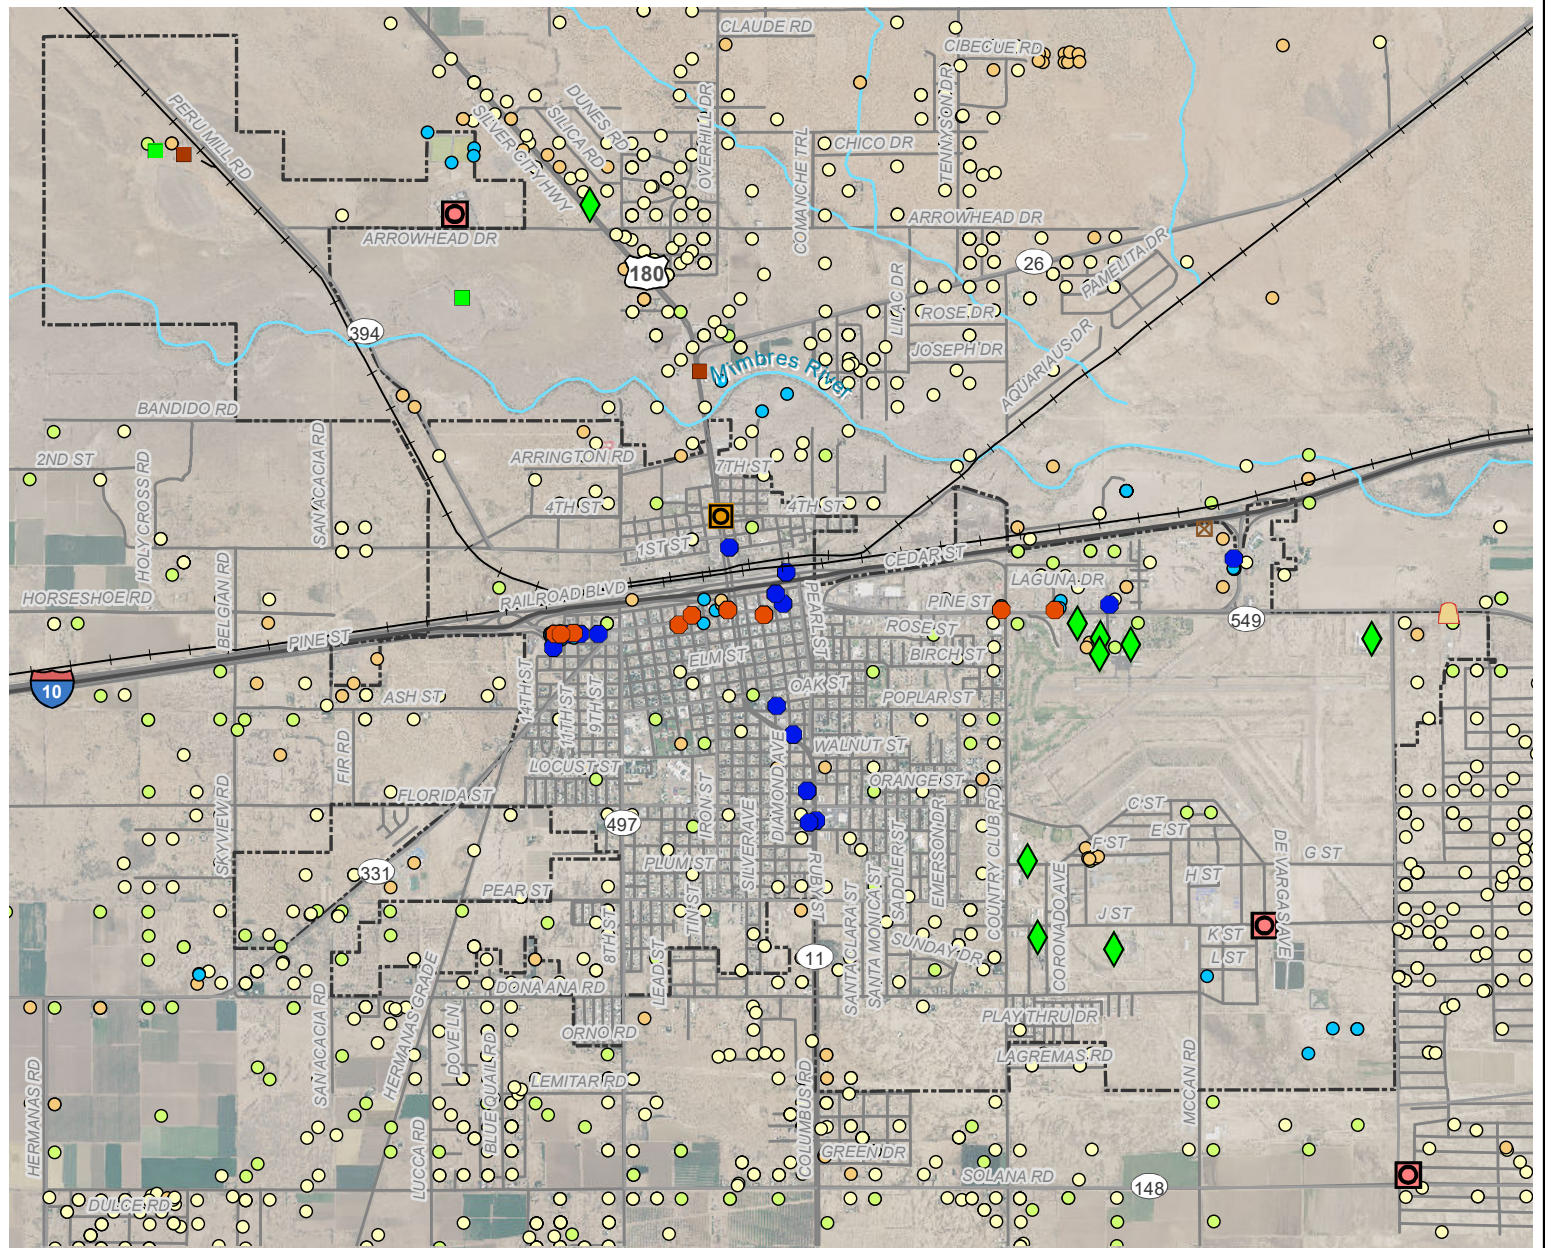 CLAUDE RD
CIBECUE RD
PERU MILL RD
SILVER CITY HWY
DUNES RD
SILICA RD
OVERHILL DR
TENNYSON DR
CHICO DR
COMANCHE TRL
ARROWHEAD DR
ARROWHEAD DR
180
26
PAMELITA DR
LILAC DR
ROSE DR
394
JOSEPH DR
AQUARIAUS DR
Mimbres River
BANDIDO RD
2ND ST
HOLY CROSS RD
SAN ACACIA RD
ARRINGTON RD
7TH ST
4TH ST
4TH ST
1ST ST
CEDAR ST
BELGIAN RD
HORSESHOE RD
RAILROAD BLVD
PEARL ST
LAGUNA DR
PINE ST
549
PINE ST
ROSE ST
ELM ST
BIRCH ST
10
ASH ST
14TH ST
10TH ST
9TH ST
OAK ST
POPLAR ST
FIR RD
WALNUT ST
LOCUST ST
ORANGE ST
SKYVIEW RD
FLORIDA ST
497
IRON ST
SILVER AVE
DIAMOND AVE
EMERSON DR
COUNTRY CLUB RD
C ST
E ST
F ST
G ST
DE VARGAS AVE
331
PLUM ST
H ST
PEAR ST
TIN ST
RUBY ST
SANTA CLARA ST
SANTA MONICA ST
SADLER ST
CORONADO AVE
J ST
K ST
L ST
8TH ST
SUNDAY DR
11
LEAD ST
HERMANAS GRADE
DONA ANA RD
SAN ACACIA RD
DOVE LN
BLUE QUAIL RD
ORNO RD
PLAY THRU DR
LAGREMAS RD
MCCAN RD
HERMANAS RD
LEMITAR RD
COLUMBUS RD
LUCCA RD
GREEN DR
SOLANA RD
148
DULCE RD